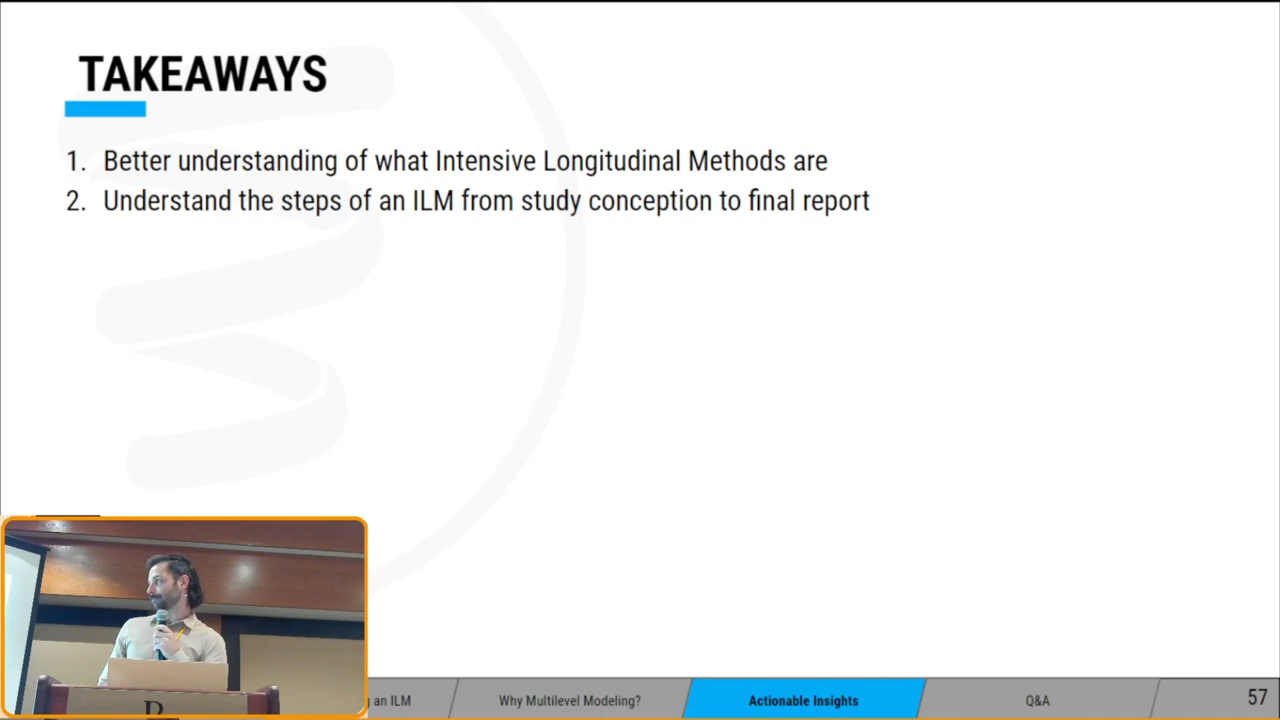 TAKEAWAYS
1. Better understanding of what Intensive Longitudinal Methods are
2. Understand the steps of an ILM from study conception to final report
an ILM
Why Multilevel Modeling?
Actionable Insights
Q&A
57